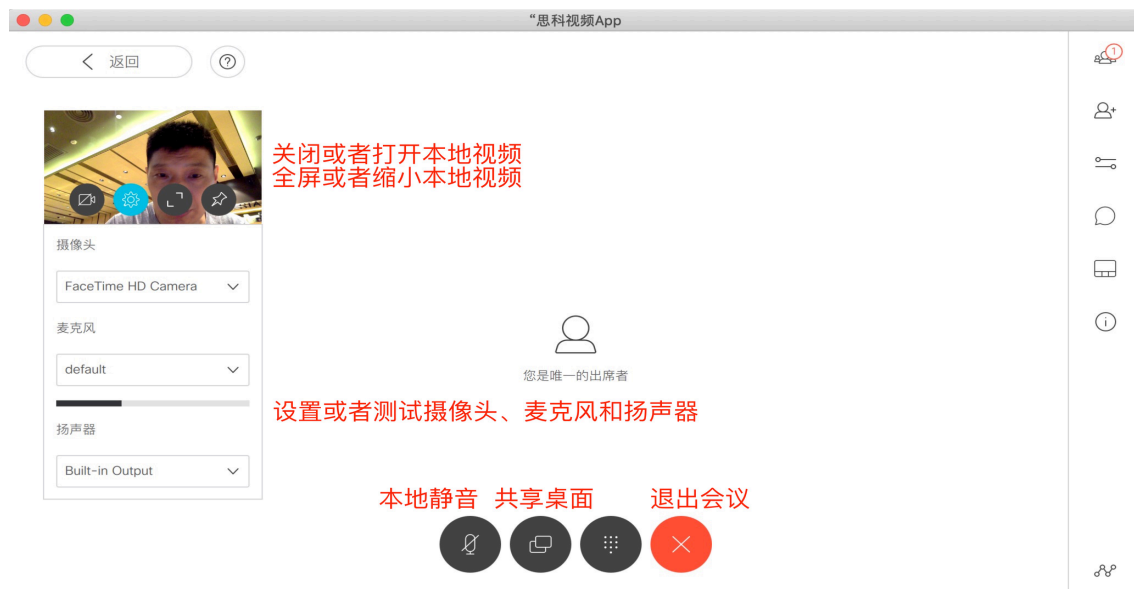 “思科视频App
返回
1
关闭或者打开本地视频
全屏或者缩小本地视频
摄像头
FaceTime HD Camera
麦克风
default
您是唯一的出席者
设置或者测试摄像头、麦克风和扬声器
扬声器
Built-in Output
本地静音 共享桌面 退出会议